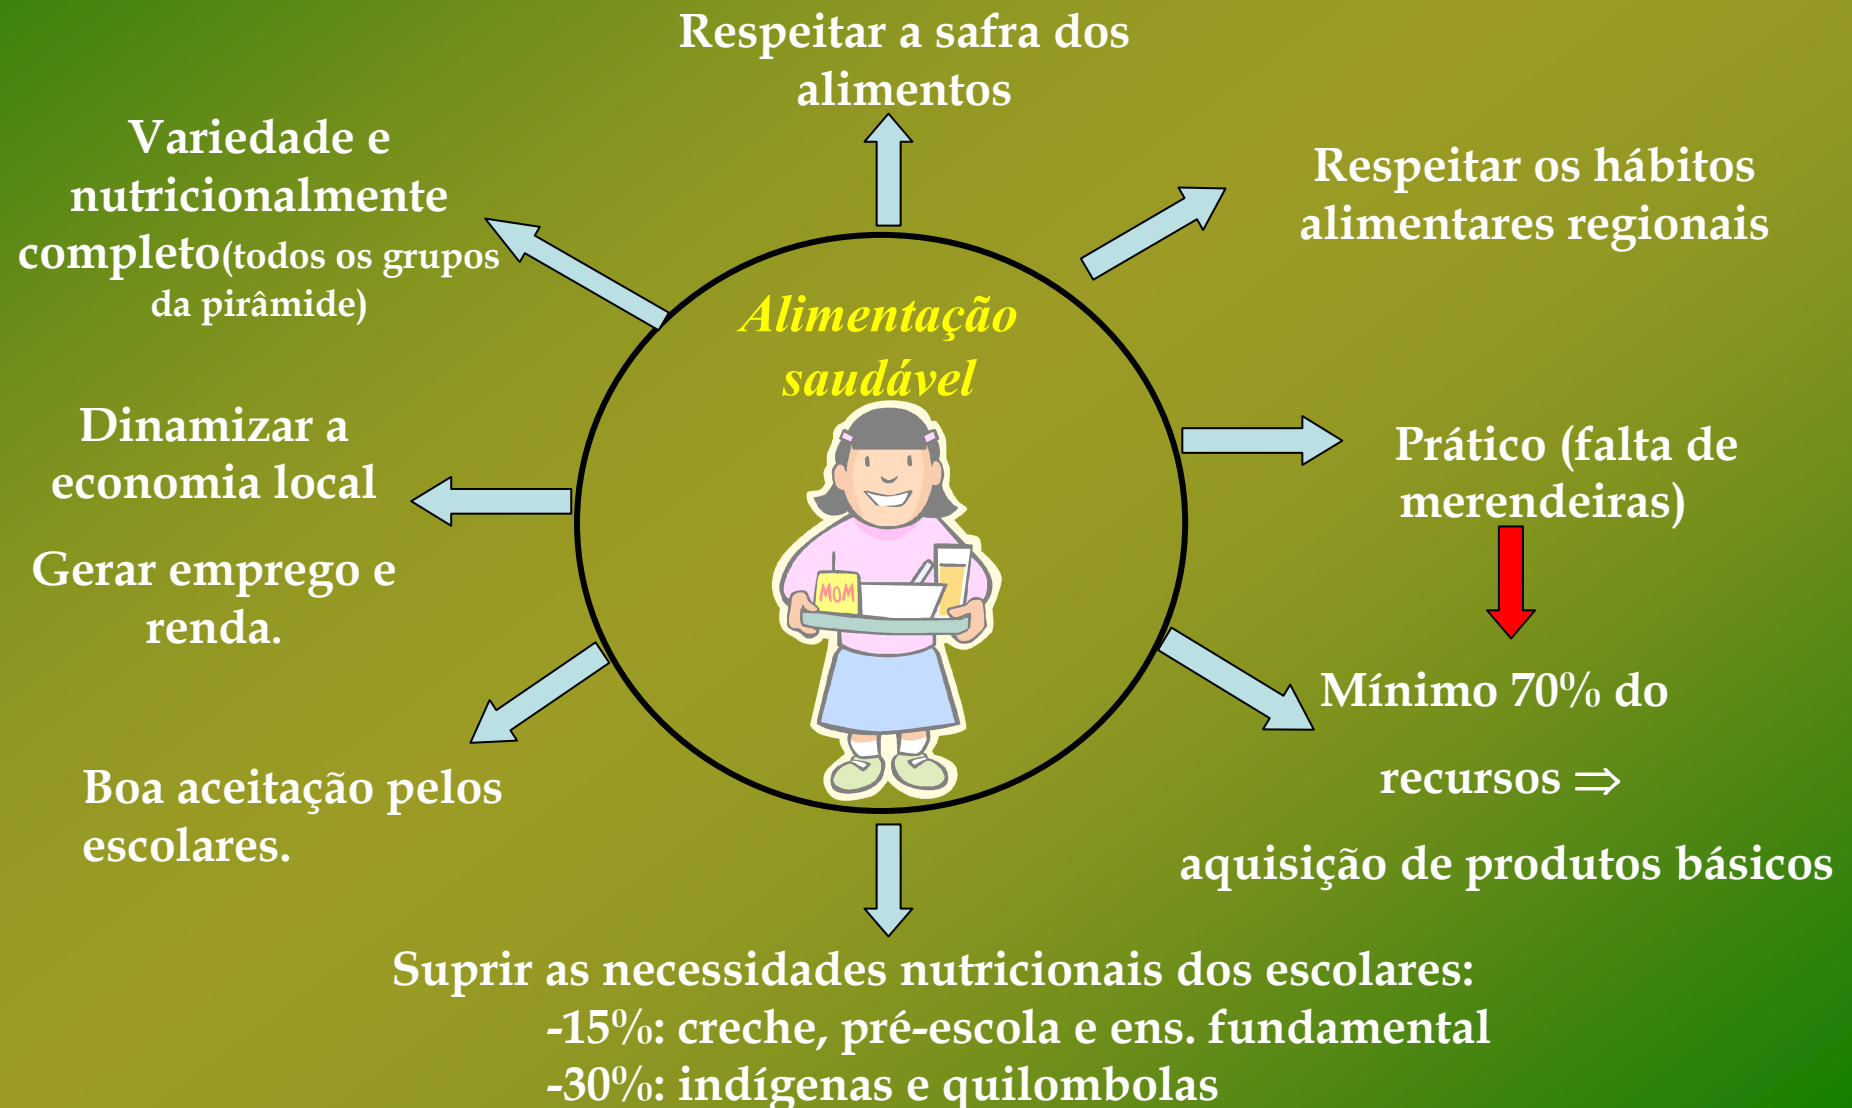 Respeitar a safra dos
alimentos
Variedade e
nutricionalmente
completo(todos os grupos
da pirâmide)
Respeitar os hábitos
alimentares regionais
Alimentação
saudável
Dinamizar a
economia local
Gerar emprego e
renda.
Prático (falta de
merendeiras)
MOM
Mínimo 70% do
recursos ⇒
aquisição de produtos básicos
Boa aceitação pelos
escolares.
Suprir as necessidades nutricionais dos escolares:
-15%: creche, pré-escola e ens. fundamental
-30%: indígenas e quilombolas